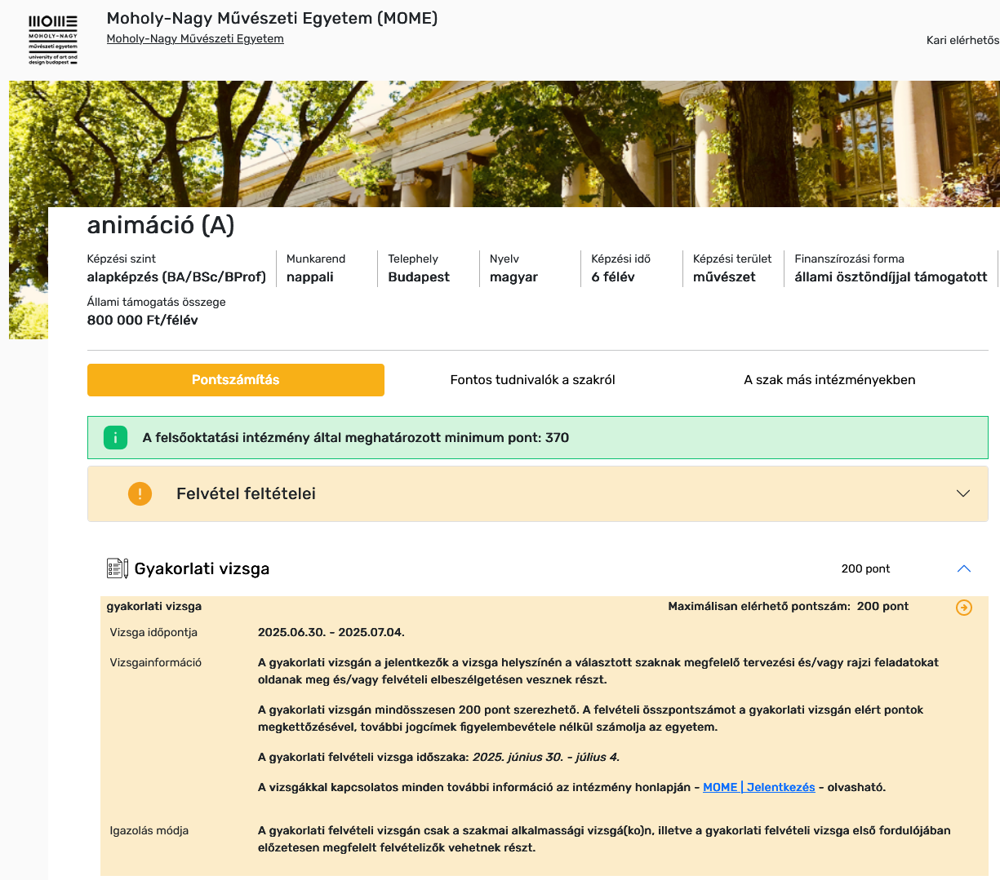 MOME
MOHOLY-NAGY
művészeti egyetem
university of art and
design budapest
Moholy-Nagy Művészeti Egyetem (MOME)
Moholy-Nagy Művészeti Egyetem
Kari elérhetős
animáció (A)
Képzési szint
alapképzés (BA/BSc/BProf)
Munkarend
nappali
Telephely
Budapest
Nyelv
magyar
Képzési idő
6 félév
Képzési terület
művészet
Finanszírozási forma
állami ösztöndíjjal támogatott
Állami támogatás összege
800 000 Ft/félév
Pontszámítás
Fontos tudnivalók a szakról
A szak más intézményekben
A felsőoktatási intézmény által meghatározott minimum pont: 370
Felvétel feltételei
Gyakorlati vizsga
200 pont
gyakorlati vizsga
Maximálisan elérhető pontszám: 200 pont
Vizsga időpontja
2025.06.30. - 2025.07.04.
Vizsgainformáció
A gyakorlati vizsgán a jelentkezők a vizsga helyszínén a választott szaknak megfelelő tervezési és/vagy rajzi feladatokat
oldanak meg és/vagy felvételi elbeszélgetésen vesznek részt.
A gyakorlati vizsgán mindösszesen 200 pont szerezhető. A felvételi összpontszámot a gyakorlati vizsgán elért pontok
megkettőzésével, további jogcímek figyelembevétele nélkül számolja az egyetem.
A gyakorlati felvételi vizsga időszaka: 2025. június 30. - július 4.
A vizsgákkal kapcsolatos minden további információ az intézmény honlapján - MOME | Jelentkezés - olvasható.
Igazolás módja
A gyakorlati felvételi vizsgán csak a szakmai alkalmassági vizsgá(ko)n, illetve a gyakorlati felvételi vizsga első fordulójában
előzetesen megfelelt felvételizők vehetnek részt.